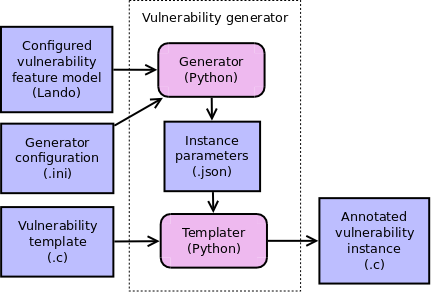 Vulnerability generator
Configured
vulnerability
feature model
(Lando)
Generator
(Python)
Generator
configuration
(.ini)
Instance
parameters
(.json)
Vulnerability
template
(.c)
Templater
(Python)
Annotated
vulnerability
instance
(.c)